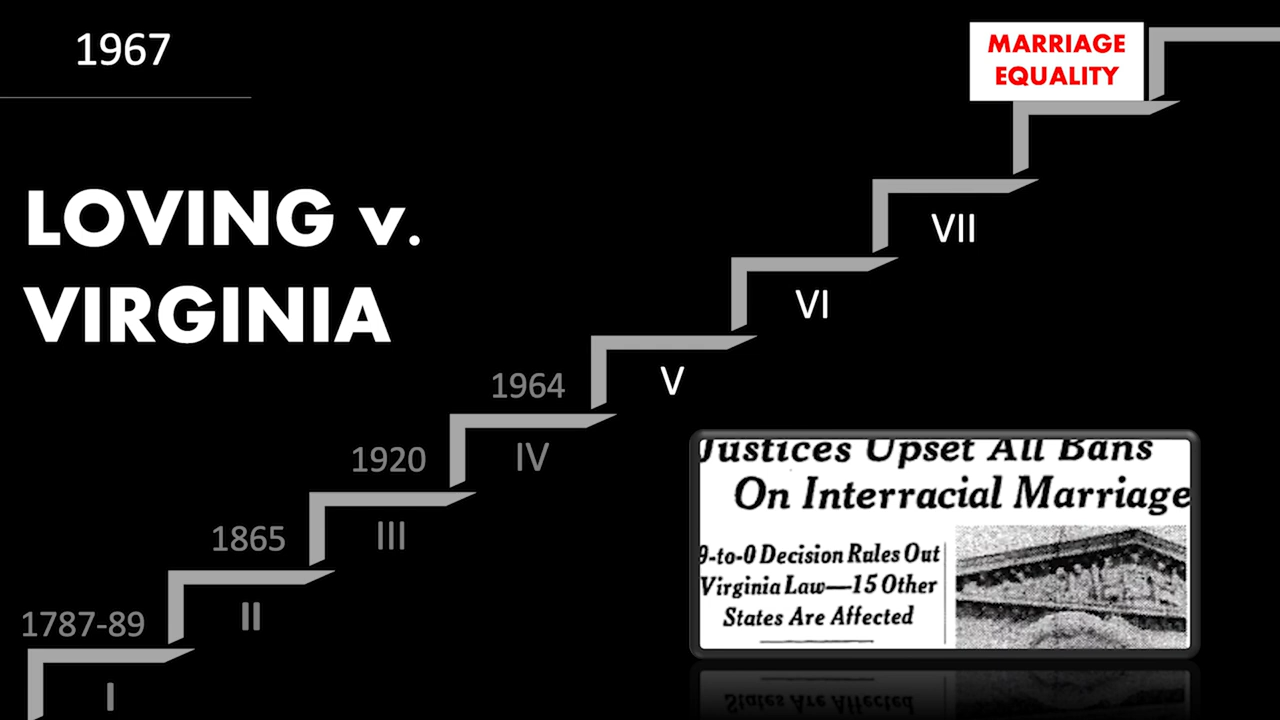 1967
MARRIAGE
EQUALITY
LOVING v.
VIRGINIA
VII
VI
V
1964
IV
1920
III
1865
II
1787-89
I
Justices Upset All Bans
On Interracial Marriage
9-to-0 Decision Rules Out
Virginia Law—15 Other
States Are Affected